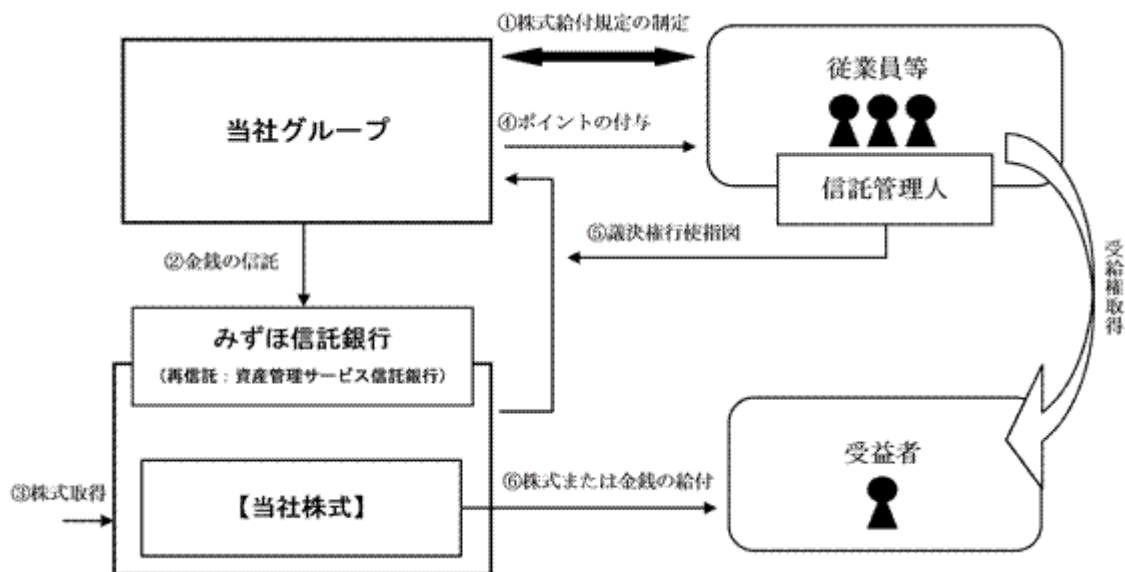 ①株式給付規定の制定
従業員等
当社グループ
④ポイントの付与
信託管理人
⑤議決権行使指図
②金銭の信託
受給権取得
みずほ信託銀行
(再信託：資産管理サービス信託銀行)
受益者
③株式取得
【当社株式】
⑥株式または金銭の給付